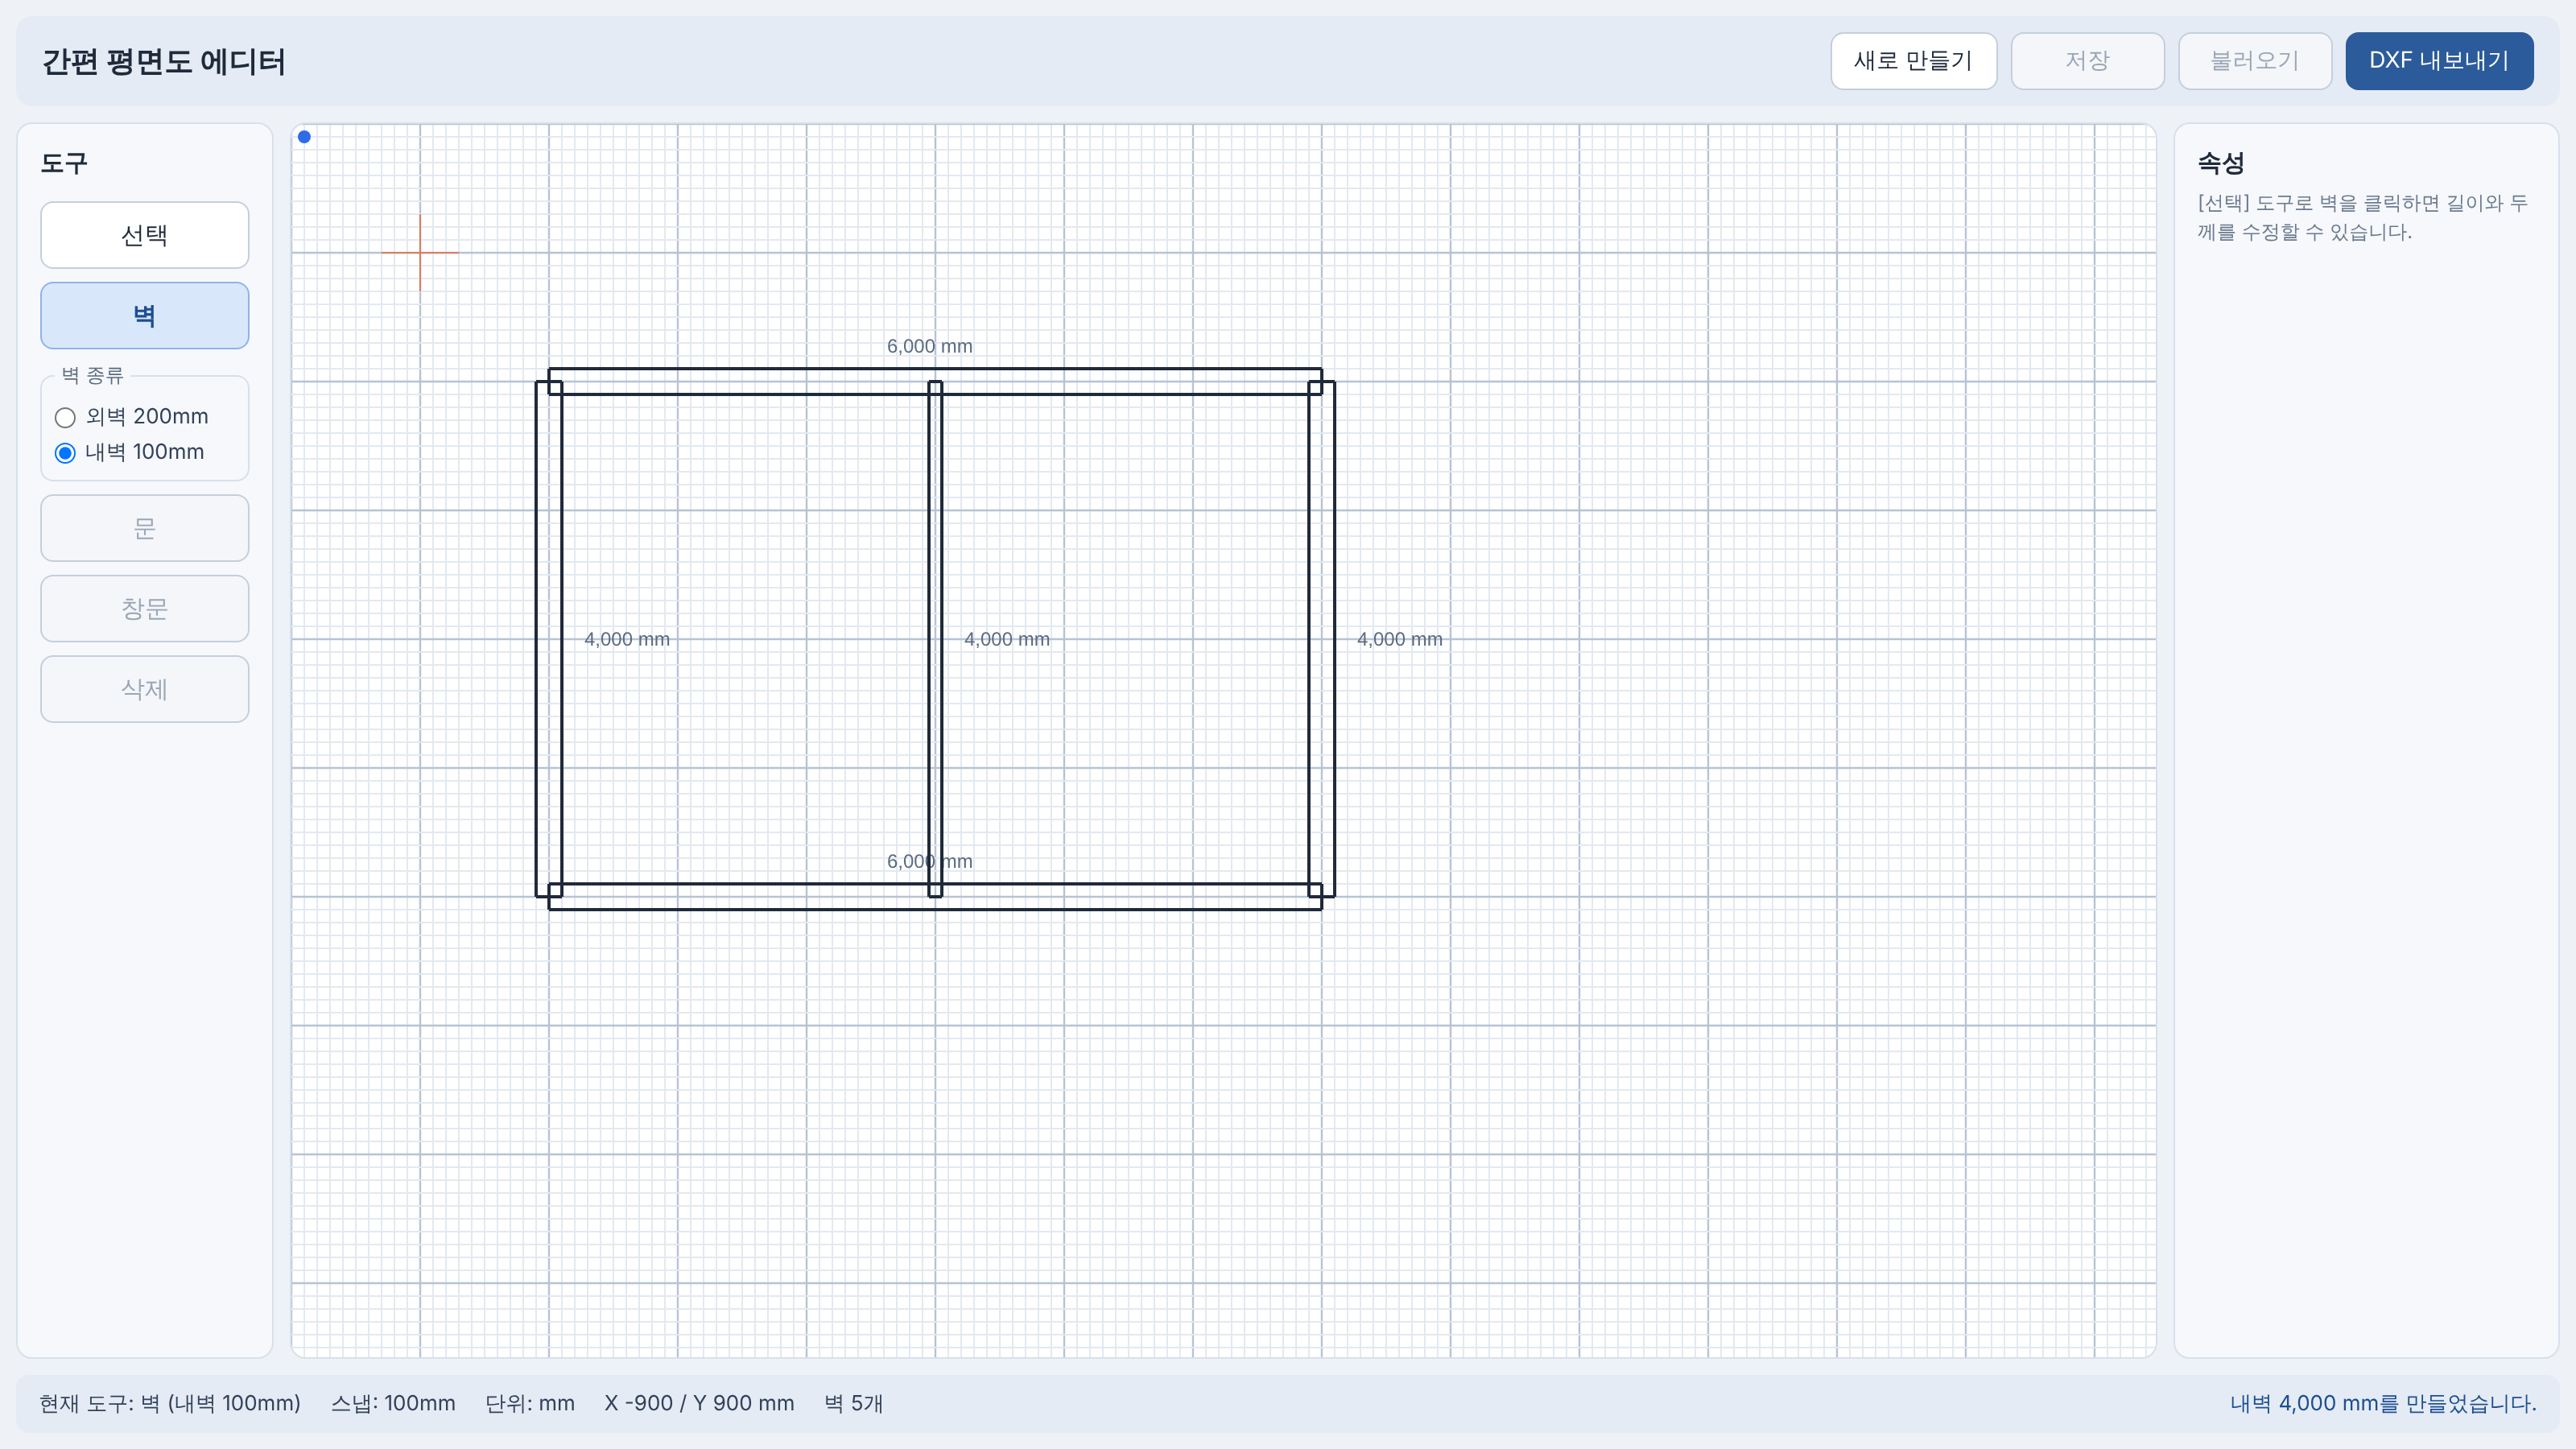 간편 평면도 에디터
새로 만들기
저장
불러오기
DXF 내보내기
도구
선택
벽
벽 종류
외벽 200mm
내벽 100mm
문
창문
삭제
6,000 mm
4,000 mm
4,000 mm
4,000 mm
6,000 mm
속성
[선택] 도구로 벽을 클릭하면 길이와 두
께를 수정할 수 있습니다.
현재 도구: 벽 (내벽 100mm)
스냅: 100mm
단위: mm
X -900 / Y 900 mm
벽 5개
내벽 4,000 mm를 만들었습니다.